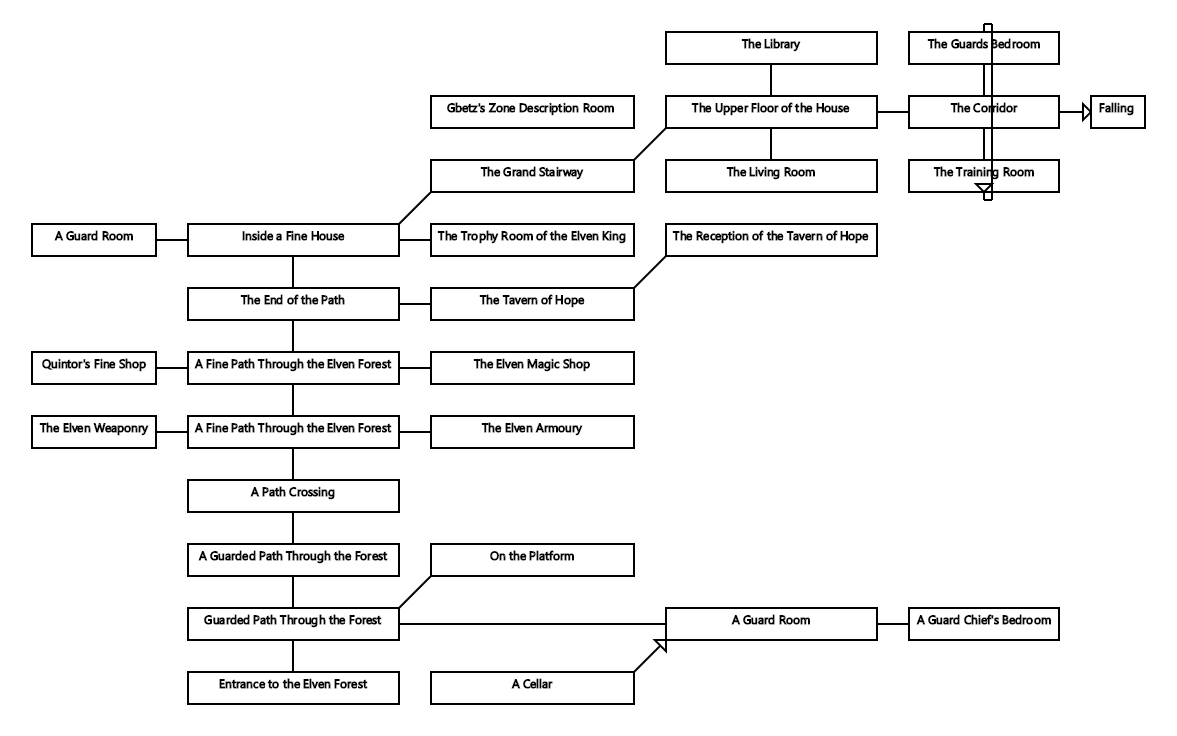 The Library
The Guards Bedroom
Gbetz's Zone Description Room
The Upper Floor of the House
The Corridor
Falling
The Grand Stairway
The Living Room
The Training Room
A Guard Room
Inside a Fine House
The Trophy Room of the Elven King
The Reception of the Tavern of Hope
The End of the Path
The Tavern of Hope
Quintor's Fine Shop
A Fine Path Through the Elven Forest
The Elven Magic Shop
The Elven Weaponry
A Fine Path Through the Elven Forest
The Elven Armoury
A Path Crossing
A Guarded Path Through the Forest
On the Platform
Guarded Path Through the Forest
A Guard Room
A Guard Chief's Bedroom
Entrance to the Elven Forest
A Cellar